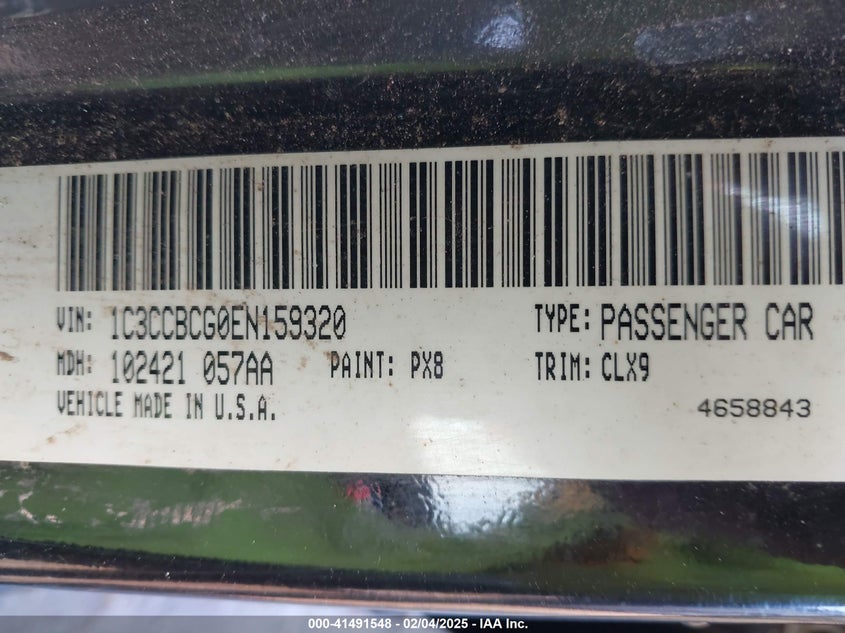 VIN: 1C3CCBCG0EN159320 TYPE: PASSENGER CAR
MDH: 102421 057AA PAINT: PX8 TRIM: CLX9
VEHICLE MADE IN U.S.A. 4658843
000-41491548 - 02/04/2025 - IAA Inc.